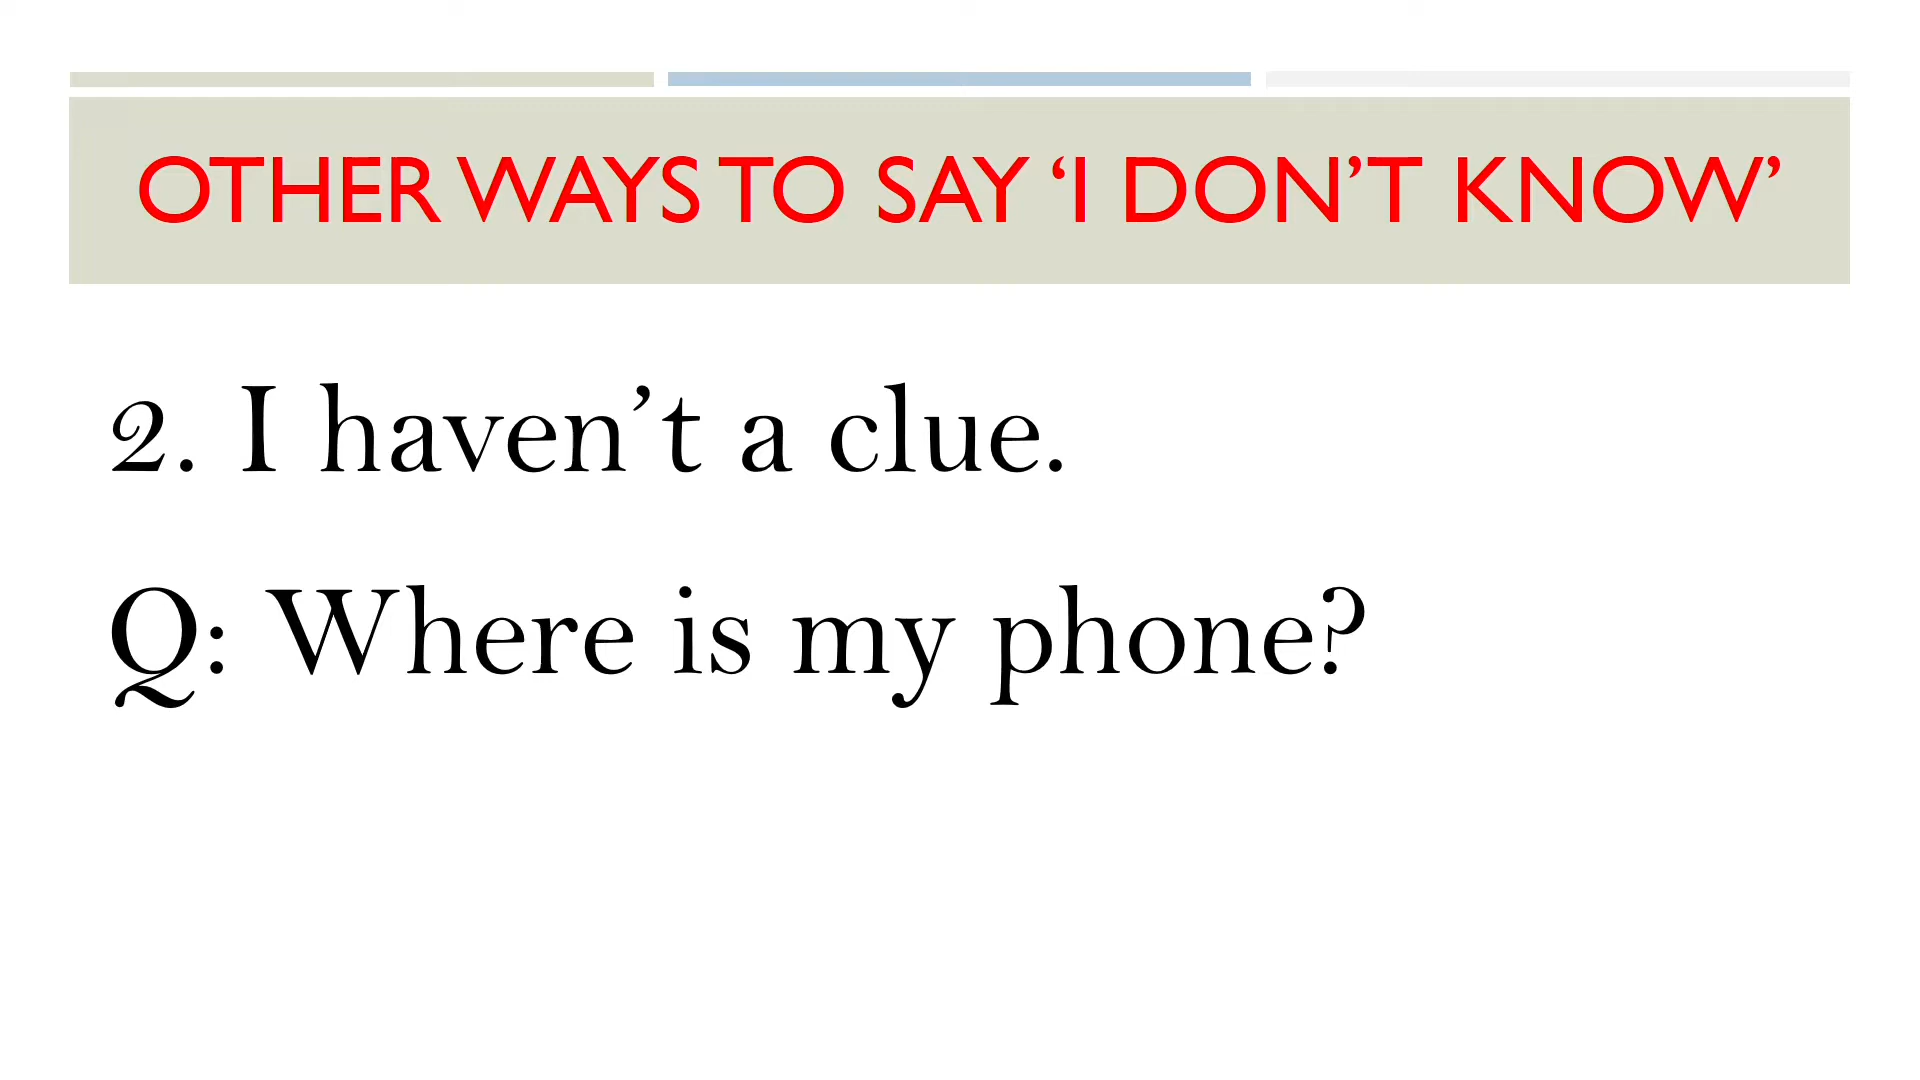 OTHER WAYS TO SAY ‘I DON’T KNOW’
2. I haven’t a clue.
Q: Where is my phone?